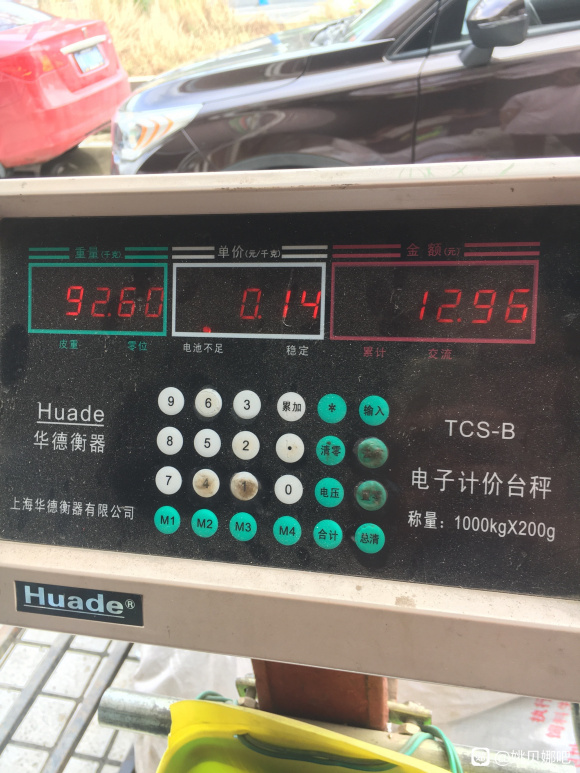 重量(千克) 单价(元/千克) 金额(元)
92.60 0.14 12.96
皮重 零位 电池不足 稳定 累计 交流
9 6 3 累加 * 输入
8 5 2 · 清零
7 4 1 0 电压
M1 M2 M3 M4 合计 总清
Huade
华德衡器
上海华德衡器有限公司
TCS-B
电子计价台秤
称量：1000kgX200g
Huade®
@姚贝娜吧